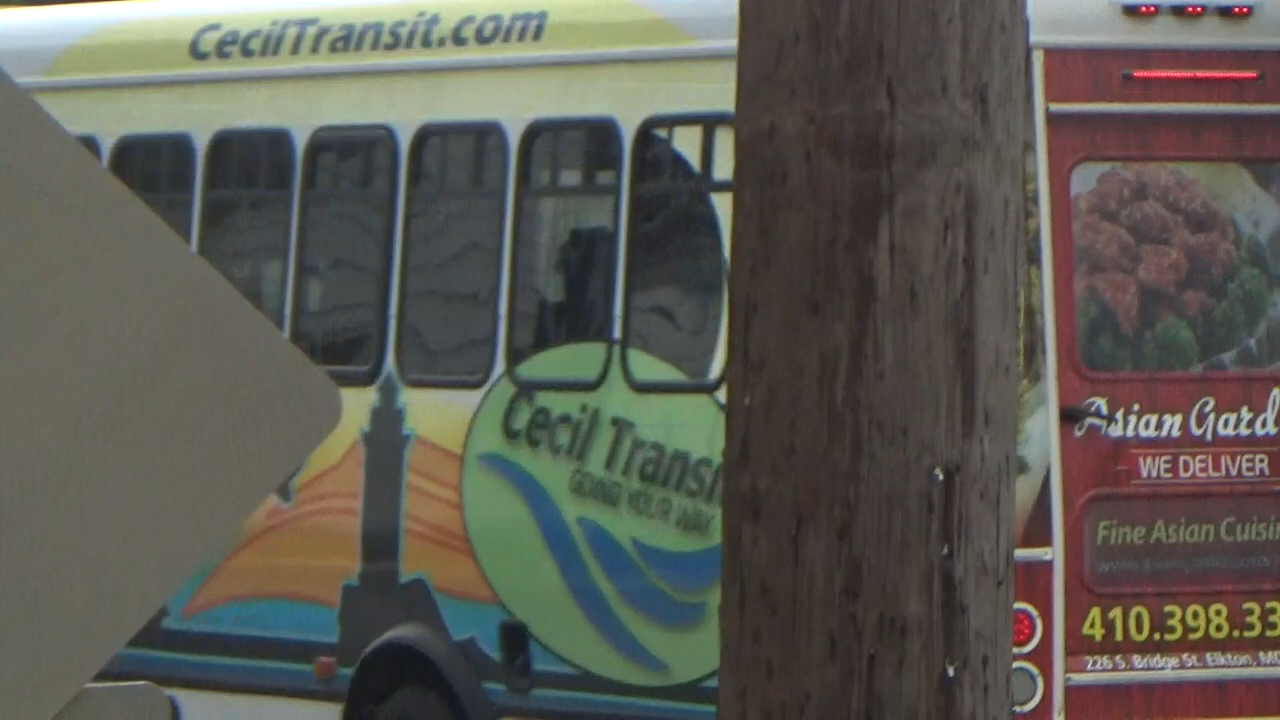 CecilTransit.com
Cecil Transi
GOING YOUR WAY
Asian Gard
WE DELIVER
Fine Asian Cuisi
410.398.33
226 S. Bridge St. Elkton, MD